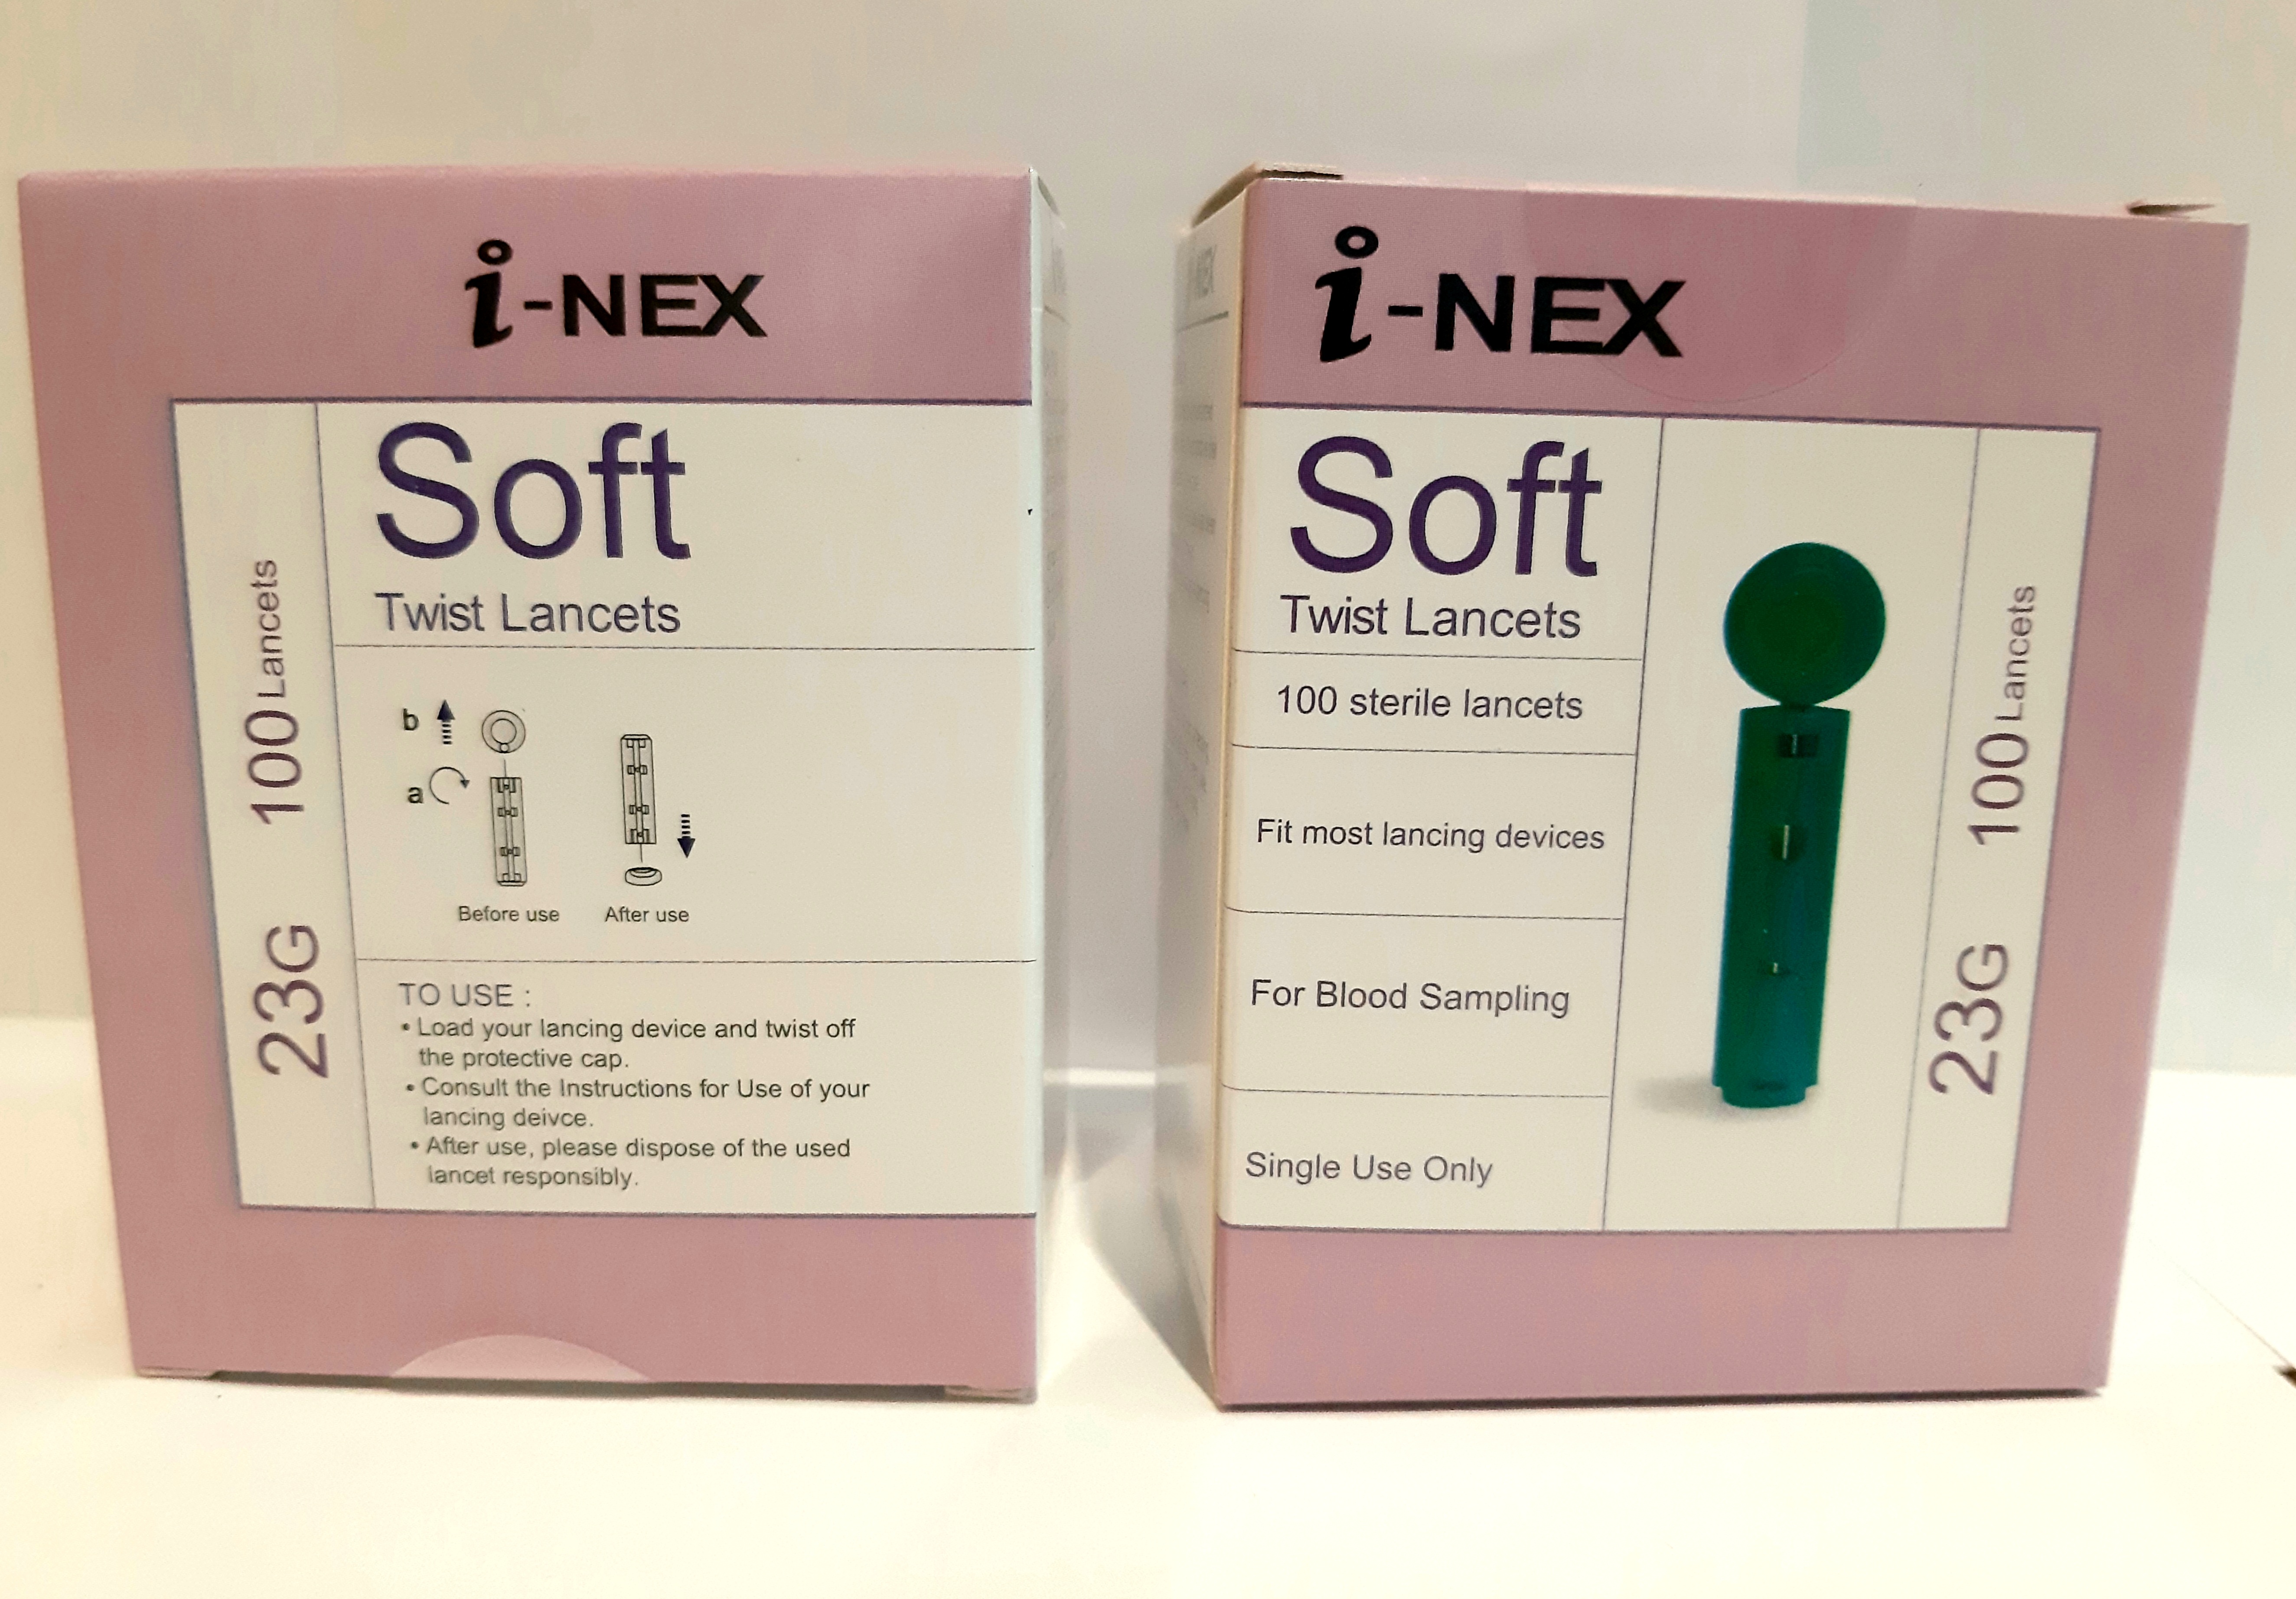 i-NEX
Soft
Twist Lancets
b
a
Before use
After use
TO USE :
• Load your lancing device and twist off
the protective cap.
• Consult the Instructions for Use of your
lancing deivce.
• After use, please dispose of the used
lancet responsibly.
23G 100 Lancets
i-NEX
Soft
Twist Lancets
100 sterile lancets
Fit most lancing devices
For Blood Sampling
Single Use Only
23G 100 Lancets